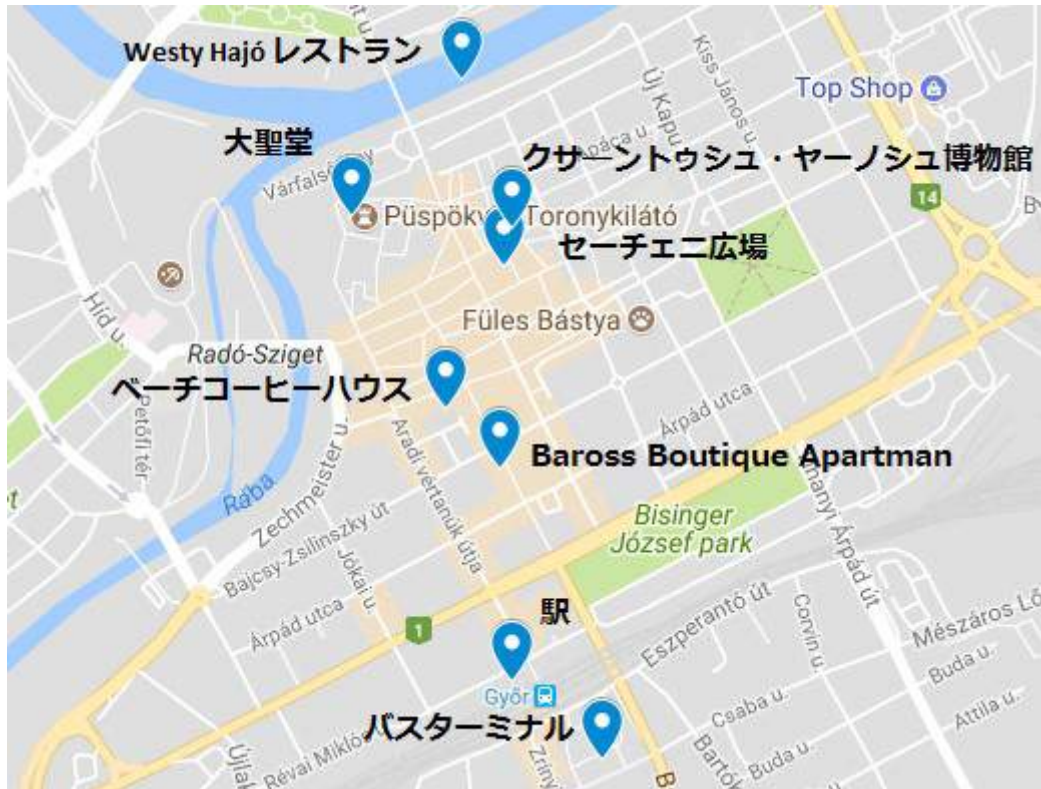 Westy Hajó レストラン
大聖堂
クサーントゥシュ・ヤーノシュ博物館
セーチェニ広場
Top Shop
Kiss János u.
Új Kapu
Apáca u.
Püspökv
Toronykilátó
14
Füles Bástya
Híd u.
Radó-Sziget
ベーチコーヒーハウス
Baross Boutique Apartman
Árpád utca
Petőfi tér
Rába
Zechmeister u.
Aradi vértanúk útja
Bisinger
József park
Bajcsy-Zsilinszky út
Jókai u.
Árpád utca
1
駅
Eszperantó út
Corvin u.
Mészáros Lő
Buda u.
Győr
バスターミナル
Csaba u.
Attila u.
Révai Mikló
Buda u.